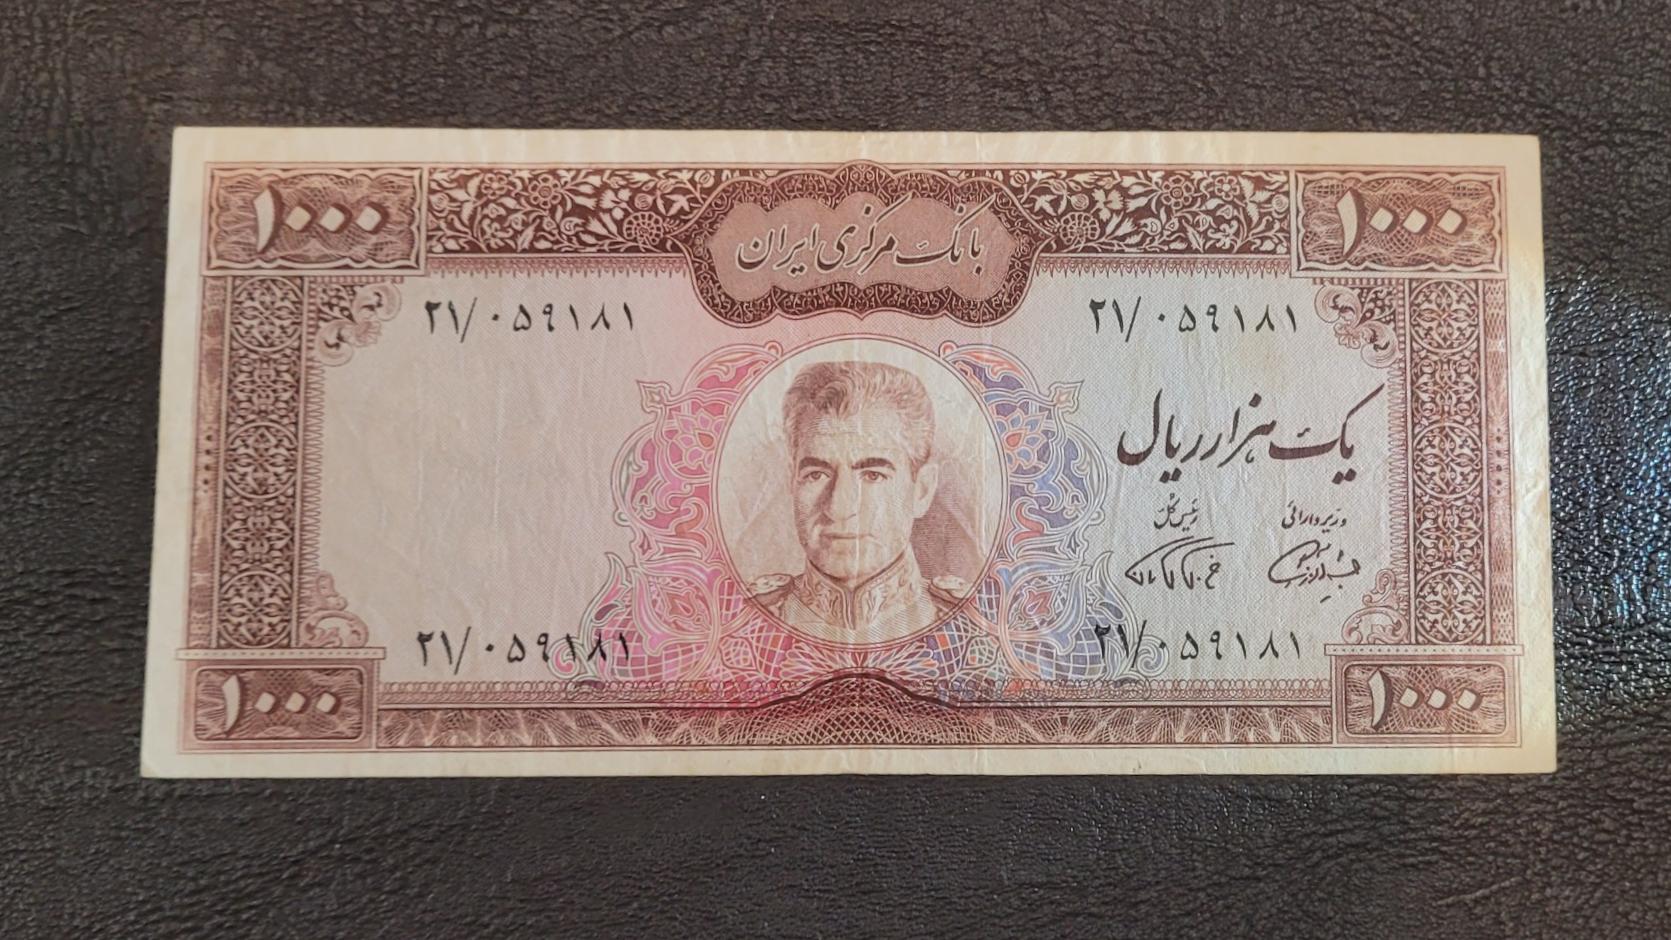 ۱۰۰۰
بانک مرکزی ایران
۱۰۰۰
۲۱/۰۵۹۱۸۱
۲۱/۰۵۹۱۸۱
یک هزار ریال
وزیر دارائی
رئیس کل
۲۱/۰۵۹۱۸۱
۲۱/۰۵۹۱۸۱
۱۰۰۰
۱۰۰۰